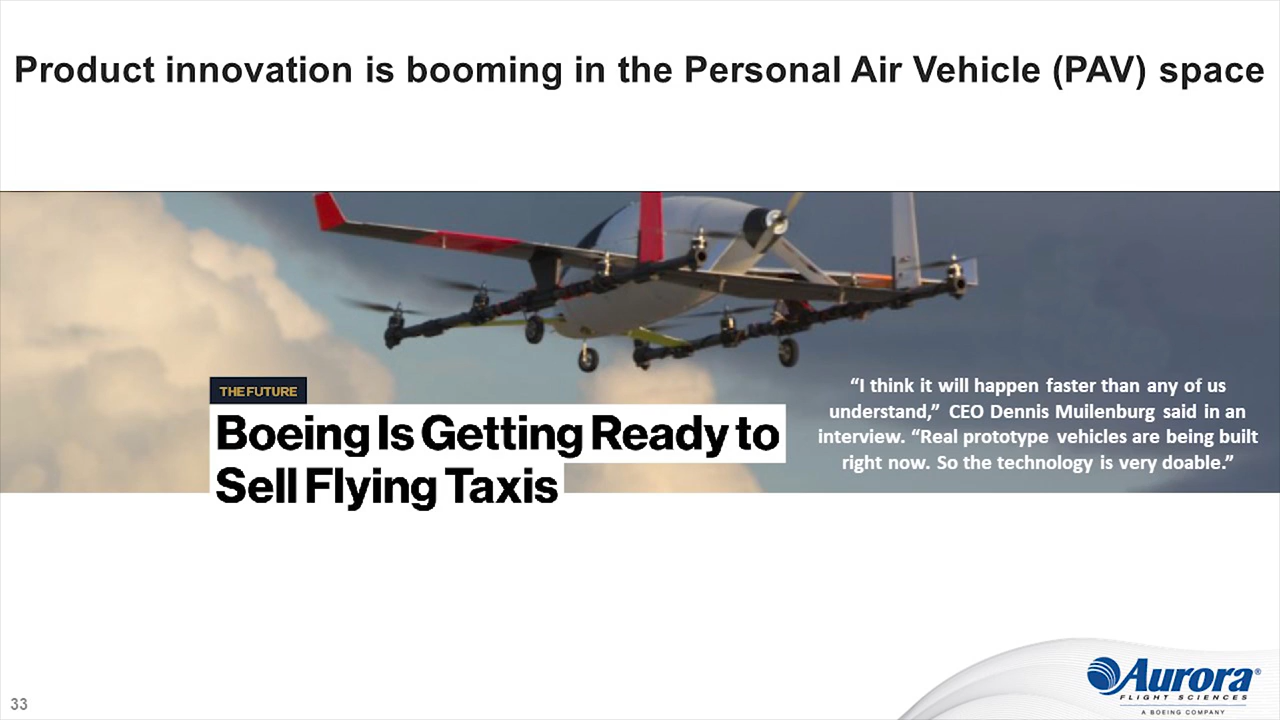 Product innovation is booming in the Personal Air Vehicle (PAV) space
THE FUTURE
Boeing Is Getting Ready to
Sell Flying Taxis
“I think it will happen faster than any of us
understand,” CEO Dennis Muilenburg said in an
interview. “Real prototype vehicles are being built
right now. So the technology is very doable.”
33
Aurora®
FLIGHT SCIENCES
A BOEING COMPANY